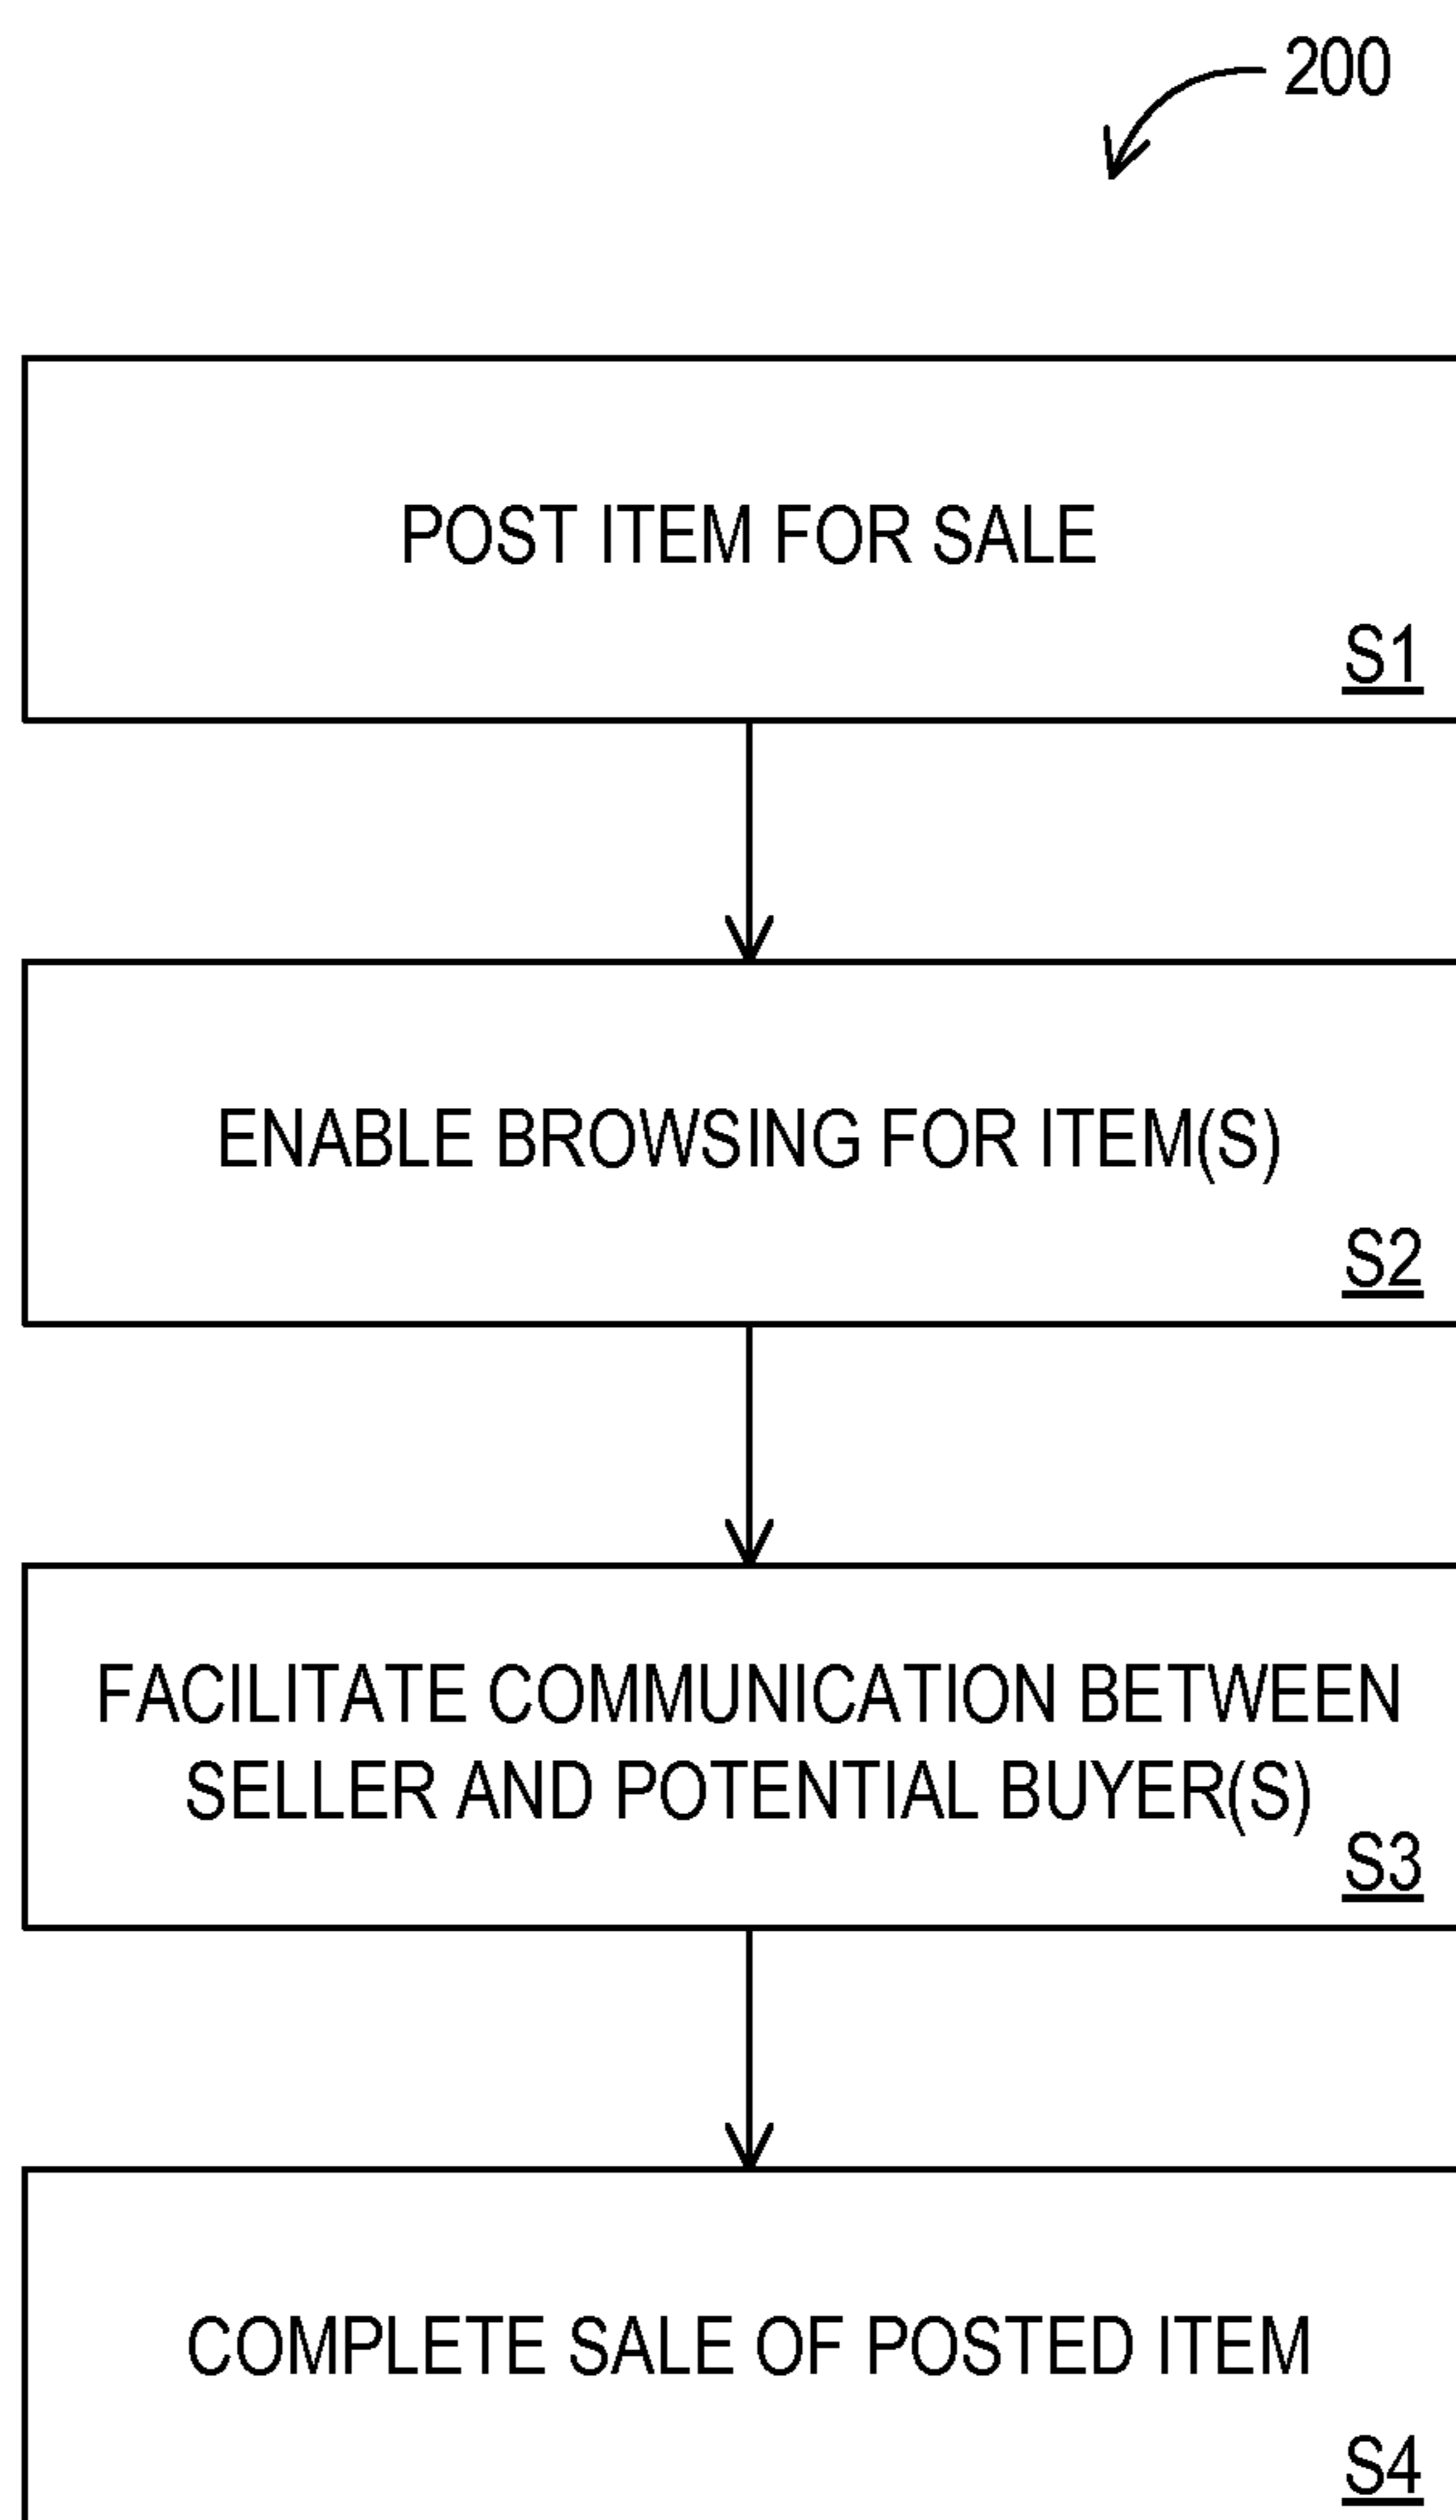 200
POST ITEM FOR SALE
S1
ENABLE BROWSING FOR ITEM(S)
S2
FACILITATE COMMUNICATION BETWEEN
SELLER AND POTENTIAL BUYER(S)
S3
COMPLETE SALE OF POSTED ITEM
S4